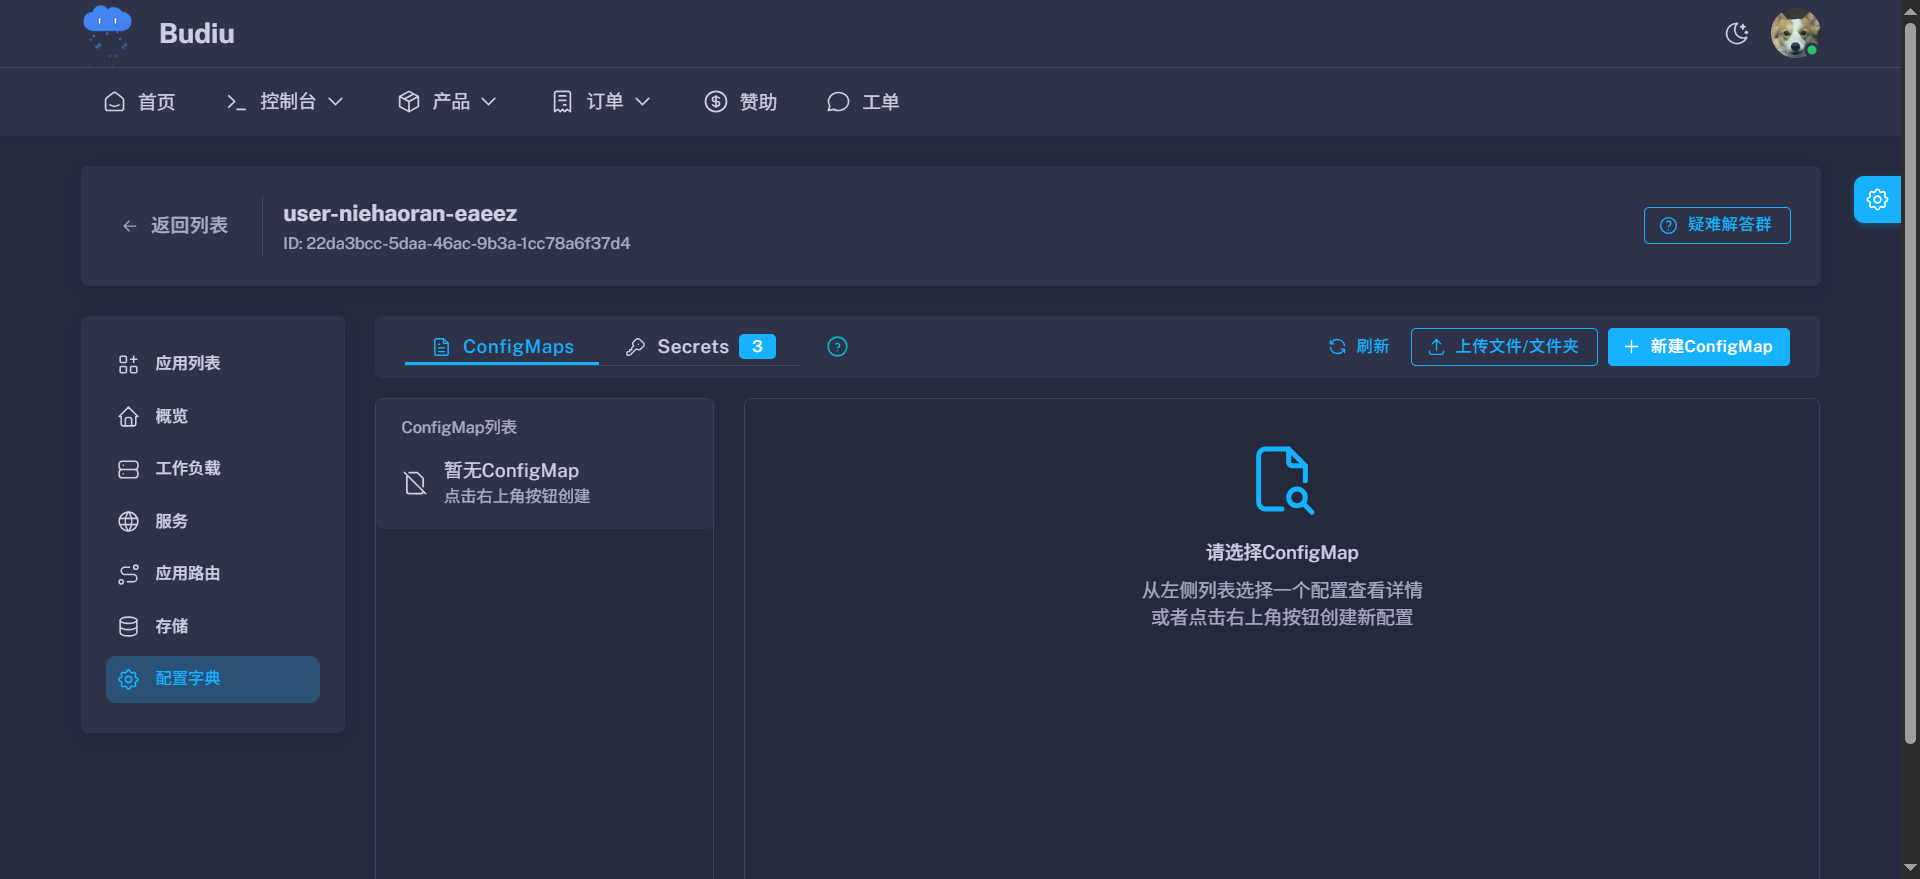 Budiu
首页
控制台
产品
订单
赞助
工单
返回列表
user-niehaoran-eaeez
ID: 22da3bcc-5daa-46ac-9b3a-1cc78a6f37d4
疑难解答群
应用列表
概览
工作负载
服务
应用路由
存储
配置字典
ConfigMaps
Secrets 3
刷新
上传文件/文件夹
新建ConfigMap
ConfigMap列表
暂无ConfigMap
点击右上角按钮创建
请选择ConfigMap
从左侧列表选择一个配置查看详情
或者点击右上角按钮创建新配置